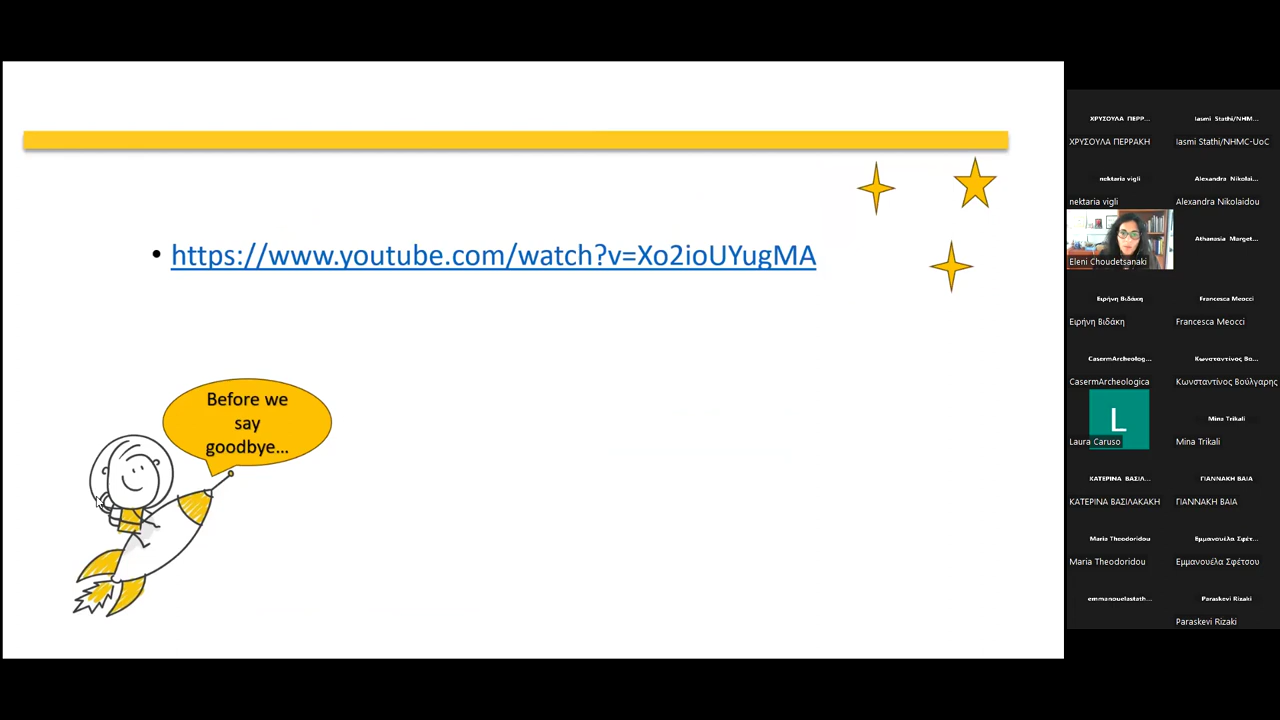 • https://www.youtube.com/watch?v=Xo2ioUYugMA
Before we
say
goodbye...
ΧΡΥΣΟΥΛΑ ΠΕΡΡ...
ΧΡΥΣΟΥΛΑ ΠΕΡΡΑΚΗ
Iasmi Stathi/NHM...
Iasmi Stathi/NHMC-UoC
nektaria vigli
nektaria vigli
Alexandra Nikolai...
Alexandra Nikolaidou
Eleni Choudetsanaki
Athanasia Marget...
Ειρήνη Βιδάκη
Ειρήνη Βιδάκη
Francesca Meocci
Francesca Meocci
CasermArcheolog...
CasermArcheologica
Κωνσταντίνος Βο...
Κωνσταντίνος Βούλγαρης
L
Laura Caruso
Mina Trikali
Mina Trikali
ΚΑΤΕΡΙΝΑ ΒΑΣΙΛ...
ΚΑΤΕΡΙΝΑ ΒΑΣΙΛΑΚΑΚΗ
ΓΙΑΝΝΑΚΗ ΒΑΙΑ
ΓΙΑΝΝΑΚΗ ΒΑΙΑ
Maria Theodoridou
Maria Theodoridou
Εμμανουέλα Σφέτ...
Εμμανουέλα Σφέτσου
emmanouelastath...
Paraskevi Rizaki
Paraskevi Rizaki